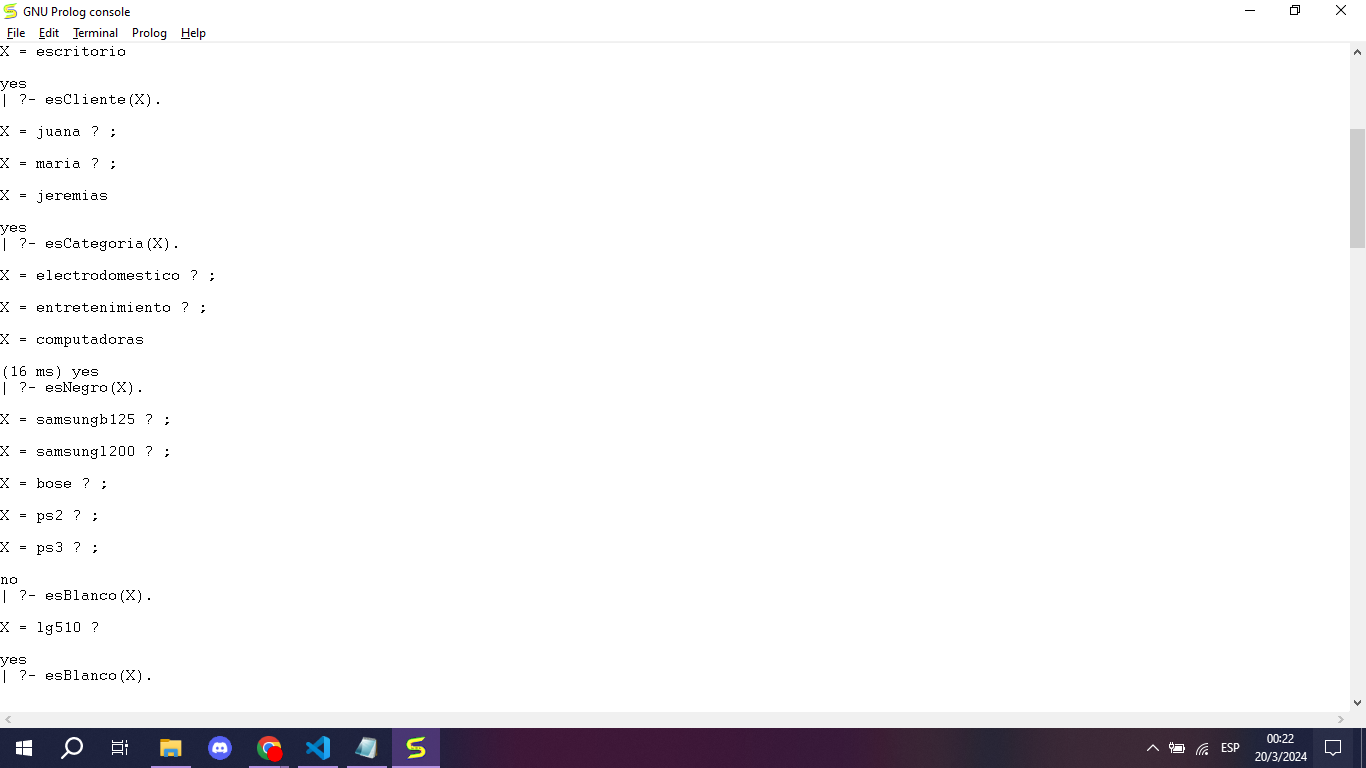 GNU Prolog console
File Edit Terminal Prolog Help
X = escritorio
yes
| ?- esCliente(X).
X = juana ? ;
X = maria ? ;
X = jeremias
yes
| ?- esCategoria(X).
X = electrodomestico ? ;
X = entretenimiento ? ;
X = computadoras
(16 ms) yes
| ?- esNegro(X).
X = samsungb125 ? ;
X = samsungl200 ? ;
X = bose ? ;
X = ps2 ? ;
X = ps3 ? ;
no
| ?- esBlanco(X).
X = lg510 ?
yes
| ?- esBlanco(X).
ESP
00:22
20/3/2024